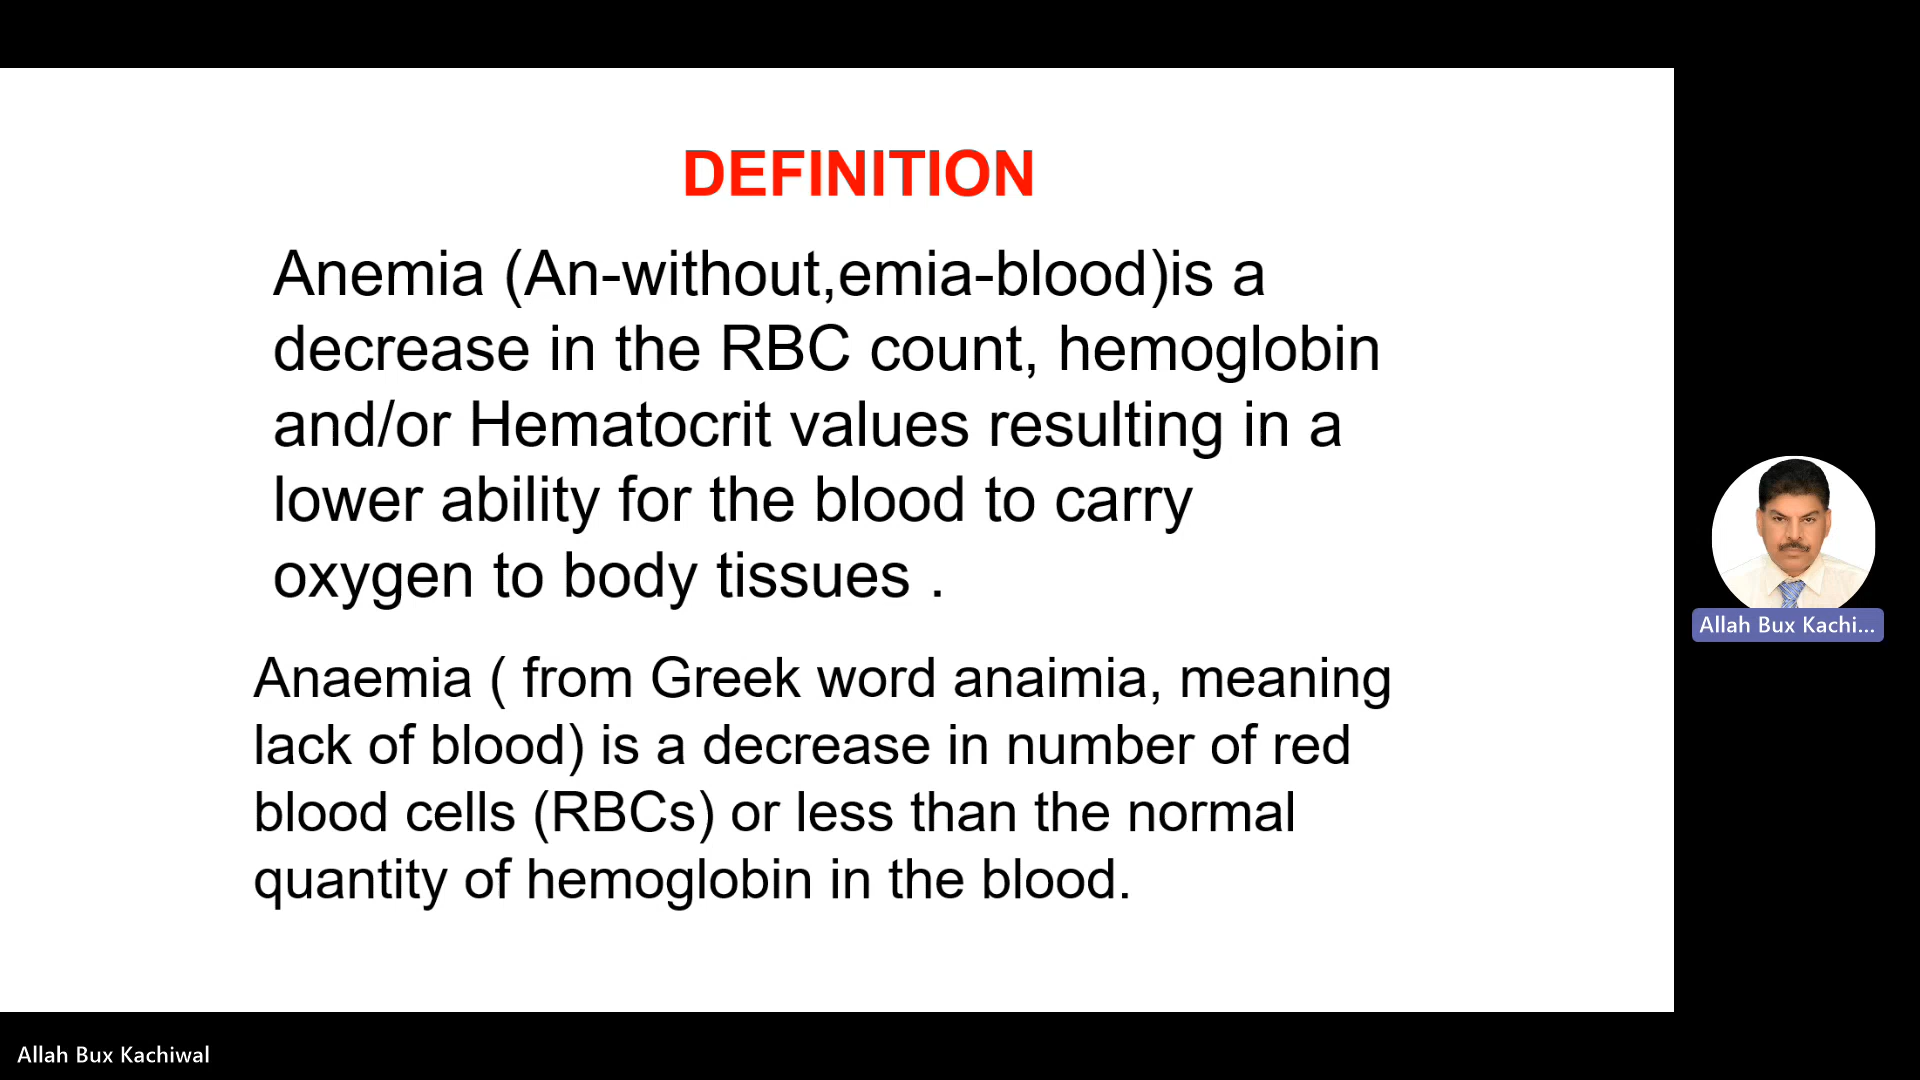 DEFINITION
Anemia (An-without,emia-blood)is a
decrease in the RBC count, hemoglobin
and/or Hematocrit values resulting in a
lower ability for the blood to carry
oxygen to body tissues .
Anaemia ( from Greek word anaimia, meaning
lack of blood) is a decrease in number of red
blood cells (RBCs) or less than the normal
quantity of hemoglobin in the blood.
Allah Bux Kachi...
Allah Bux Kachiwal